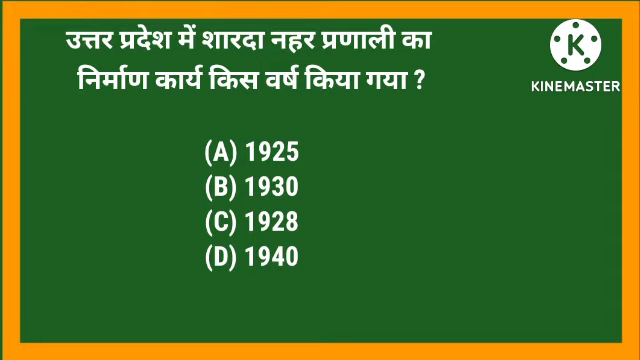 उत्तर प्रदेश में शारदा नहर प्रणाली का
निर्माण कार्य किस वर्ष किया गया ?
K
KINEMASTER
(A) 1925
(B) 1930
(C) 1928
(D) 1940